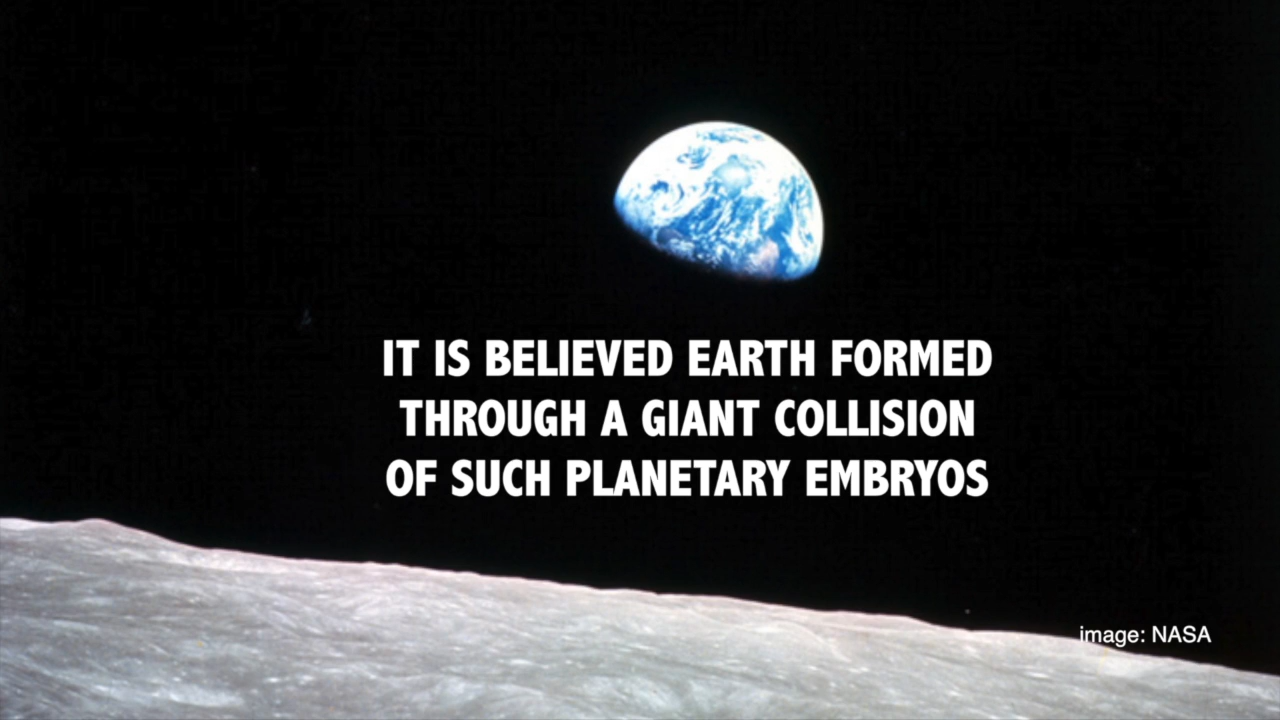 IT IS BELIEVED EARTH FORMED
THROUGH A GIANT COLLISION
OF SUCH PLANETARY EMBRYOS
image: NASA